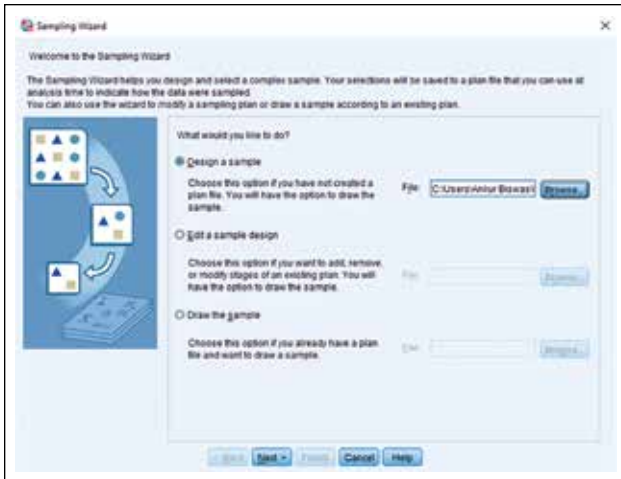 Sampling Wizard
Welcome to the Sampling Wizard
The Sampling Wizard helps you design and select a complex sample. Your selections will be saved to a plan file that you can use at
analysis time to indicate how the data were sampled.
You can also use the wizard to modify a sampling plan or draw a sample according to an existing plan.
What would you like to do?
Design a sample
Choose this option if you have not created a
plan file. You will have the option to draw the
sample.
File: C:\Users\Ankur Biswas\ Browse...
Edit a sample design
Choose this option if you want to add, remove,
or modify stages of an existing plan. You will
have the option to draw the sample.
File: Browse...
Draw the sample
Choose this option if you already have a plan
file and want to draw a sample.
File: Browse...
< Back Next > Finish Cancel Help